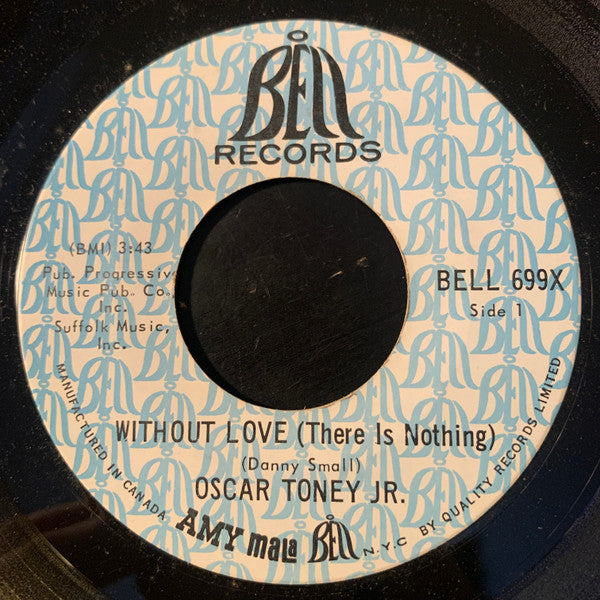 BELL
RECORDS
(BMI) 3:43
Pub. Progressive
Music Pub. Co.,
Inc.
Suffolk Music,
Inc.
BELL 699X
Side 1
WITHOUT LOVE (There Is Nothing)
(Danny Small)
OSCAR TONEY JR.
MANUFACTURED IN CANADA
AMY mala BELL N.Y.C BY QUALITY RECORDS LIMITED